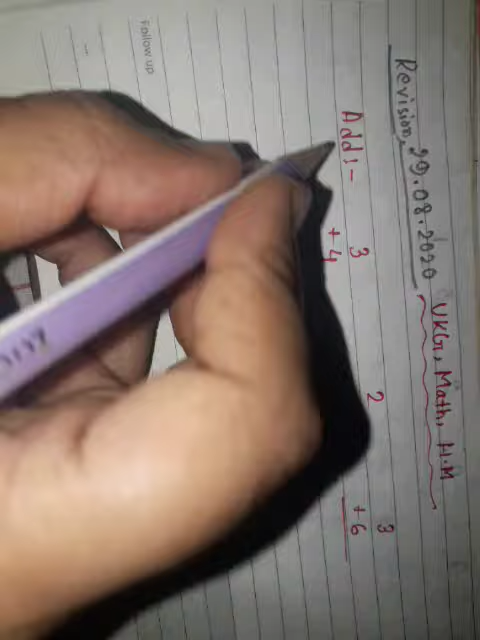 Revision, 29.08.2020 UKG, Math, H.M
Add:- 3 2 3
+4 +6
Follow up